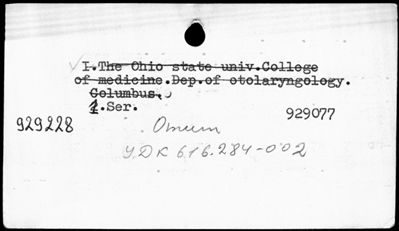 I.The Ohio state univ.College
of medicine.Dep.of otolaryngology.
Columbus.
1.Ser.
929077
929228
Отит
УДК 616.284-002